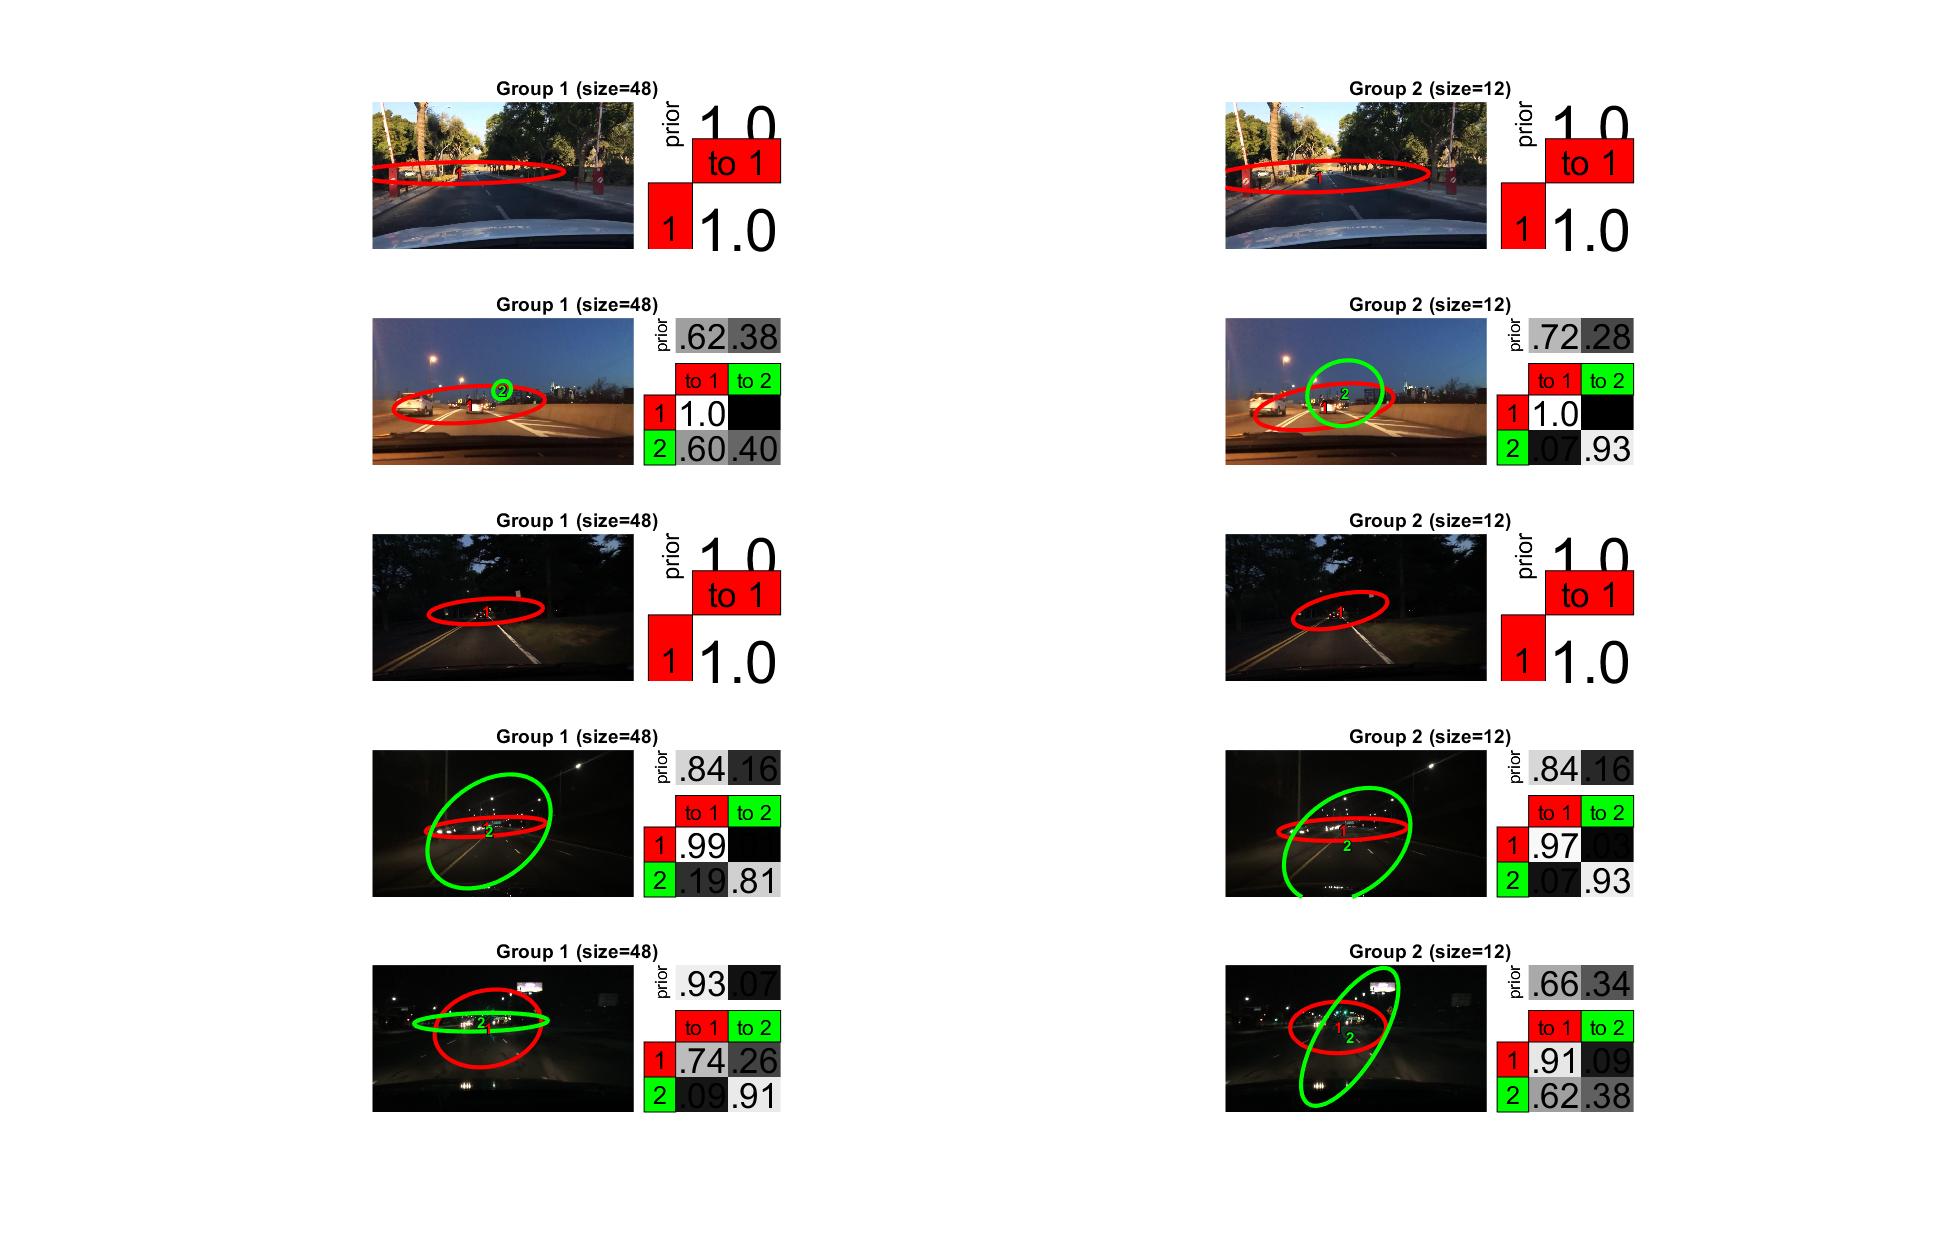 Group 1 (size=48)
prior 1.0
to 1
1 1.0
1
Group 2 (size=12)
prior 1.0
to 1
1 1.0
1
Group 1 (size=48)
prior .62 .38
to 1 to 2
1 1.0
2 .60 .40
1 2
Group 2 (size=12)
prior .72 .28
to 1 to 2
1 1.0
2 .07 .93
1 2
Group 1 (size=48)
prior 1.0
to 1
1 1.0
1
Group 2 (size=12)
prior 1.0
to 1
1 1.0
1
Group 1 (size=48)
prior .84 .16
to 1 to 2
1 .99
2 .19 .81
2
Group 2 (size=12)
prior .84 .16
to 1 to 2
1 .97 .03
2 .07 .93
1 2
Group 1 (size=48)
prior .93 .07
to 1 to 2
1 .74 .26
2 .09 .91
2 1
Group 2 (size=12)
prior .66 .34
to 1 to 2
1 .91 .09
2 .62 .38
1 2